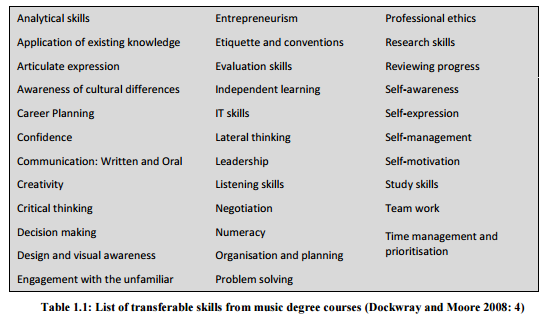 Analytical skills
Application of existing knowledge
Articulate expression
Awareness of cultural differences
Career Planning
Confidence
Communication: Written and Oral
Creativity
Critical thinking
Decision making
Design and visual awareness
Engagement with the unfamiliar
Entrepreneurism
Etiquette and conventions
Evaluation skills
Independent learning
IT skills
Lateral thinking
Leadership
Listening skills
Negotiation
Numeracy
Organisation and planning
Problem solving
Professional ethics
Research skills
Reviewing progress
Self-awareness
Self-expression
Self-management
Self-motivation
Study skills
Team work
Time management and
prioritisation
Table 1.1: List of transferable skills from music degree courses (Dockwray and Moore 2008: 4)